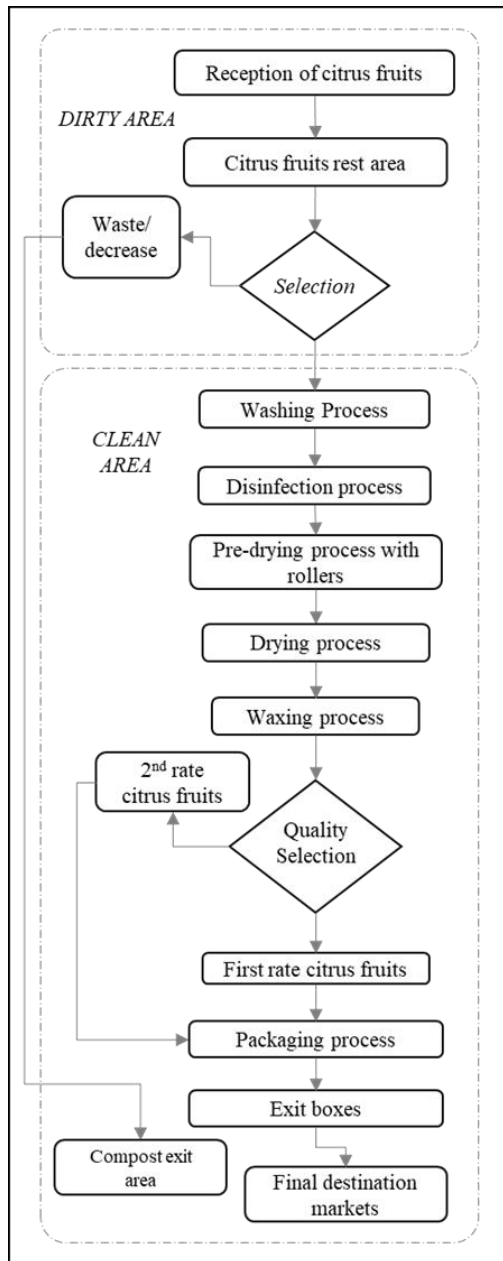 Reception of citrus fruits
DIRTY AREA
Citrus fruits rest area
Waste/
decrease
Selection
Washing Process
CLEAN
AREA
Disinfection process
Pre-drying process with
rollers
Drying process
Waxing process
2nd rate
citrus fruits
Quality
Selection
First rate citrus fruits
Packaging process
Exit boxes
Compost exit
area
Final destination
markets